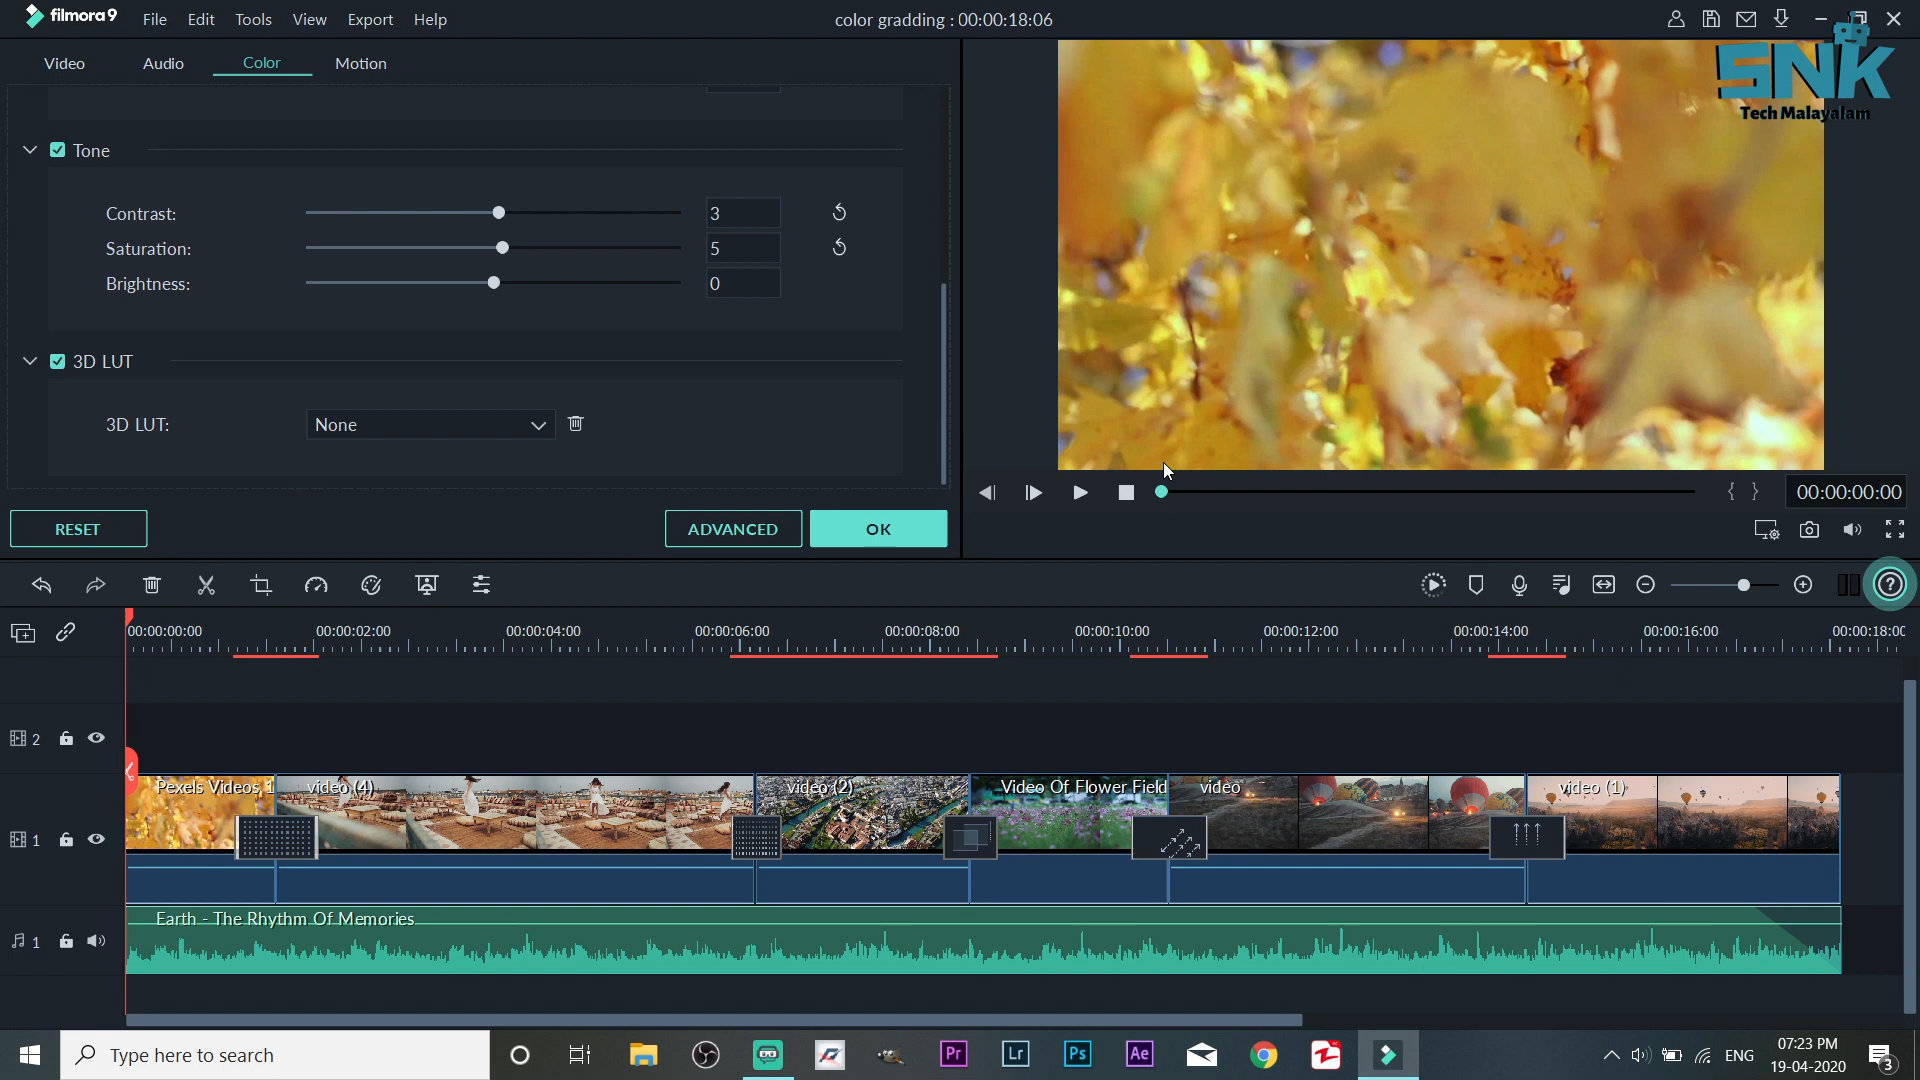 filmora9 File Edit Tools View Export Help color gradding : 00:00:18:06
Video Audio Color Motion
SNK
Tech Malayalam
Tone
Contrast: 3
Saturation: 5
Brightness: 0
3D LUT
3D LUT: None
RESET ADVANCED OK
{ } 00:00:00:00
00:00:00:00 00:00:02:00 00:00:04:00 00:00:06:00 00:00:08:00 00:00:10:00 00:00:12:00 00:00:14:00 00:00:16:00 00:00:18:00
2
Pexels Videos 1 video (4) video (2) Video Of Flower Field video video (1)
1
Earth - The Rhythm Of Memories
1
Type here to search Pr Lr Ps Ae ENG 07:23 PM
19-04-2020 3